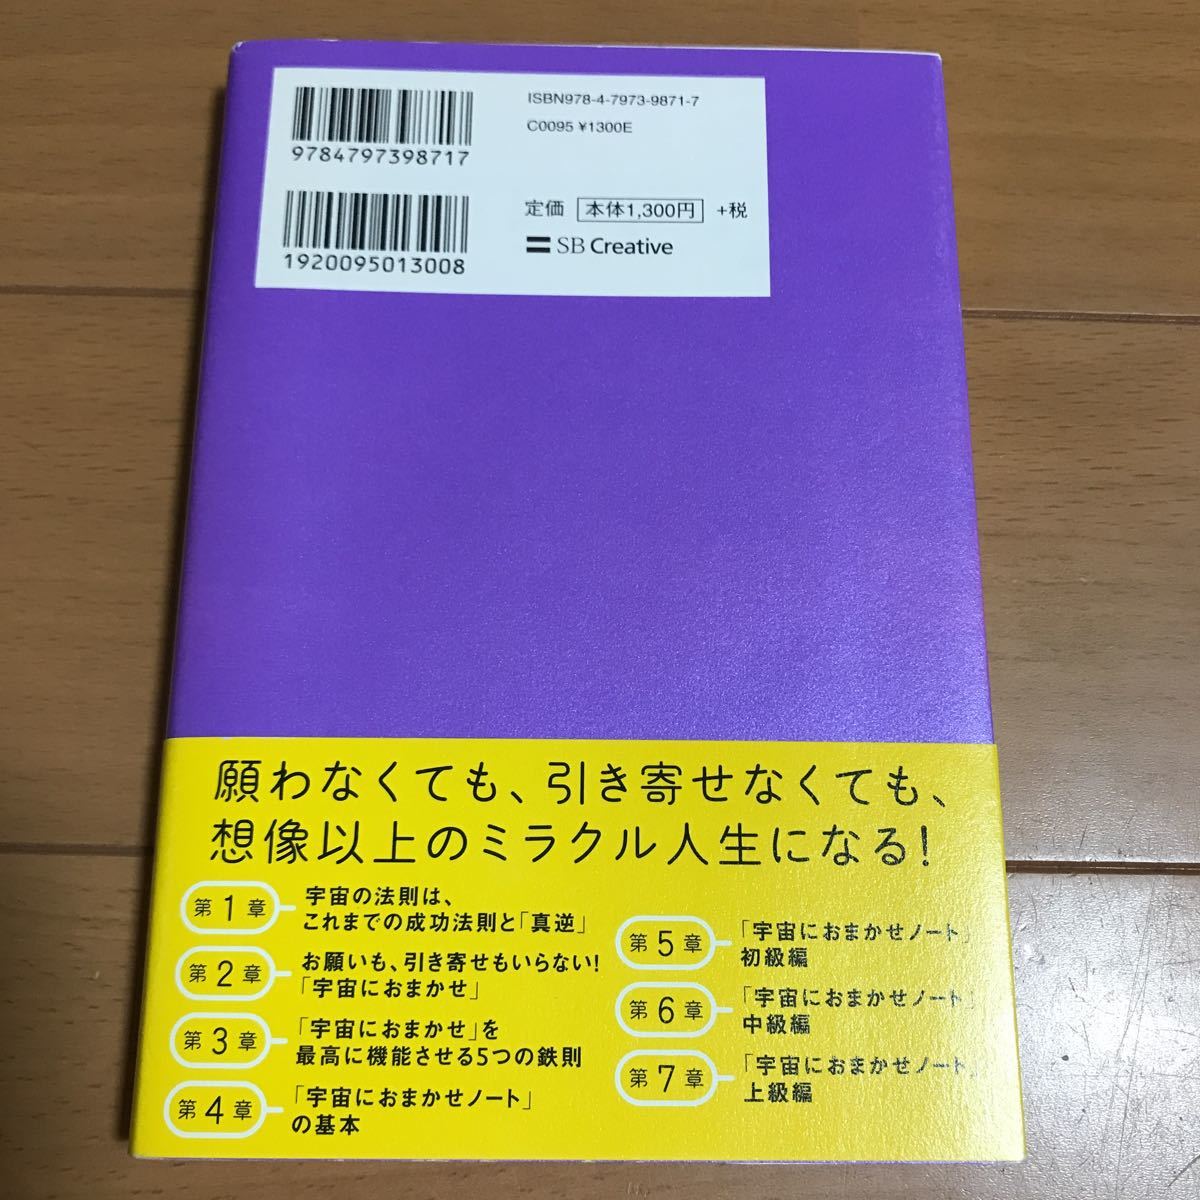 ISBN978-4-7973-9871-7
C0095 ¥1300E
9784797398717
定価 本体1,300円 +税
SB Creative
1920095013008
願わなくても、引き寄せなくても、
想像以上のミラクル人生になる!
第1章
宇宙の法則は、
これまでの成功法則と「真逆」
第2章
お願いも、引き寄せもいらない!
「宇宙におまかせ」
第3章
「宇宙におまかせ」を
最高に機能させる5つの鉄則
第4章
「宇宙におまかせノート」
の基本
第5章
「宇宙におまかせノート」
初級編
第6章
「宇宙におまかせノート」
中級編
第7章
「宇宙におまかせノート」
上級編